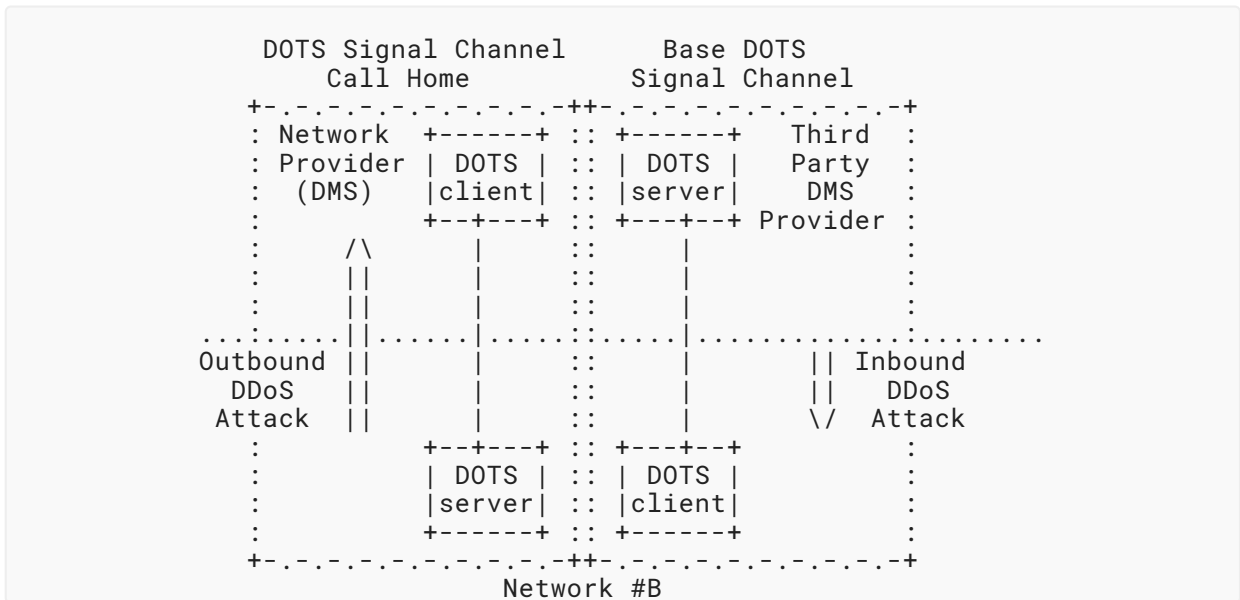 DOTS Signal Channel      Base DOTS
                    Call Home          Signal Channel
               +-.-.-.-.-.-.-.-.-.-++-.-.-.-.-.-.-.-.-.-+
               : Network  +------+ :: +------+   Third  :
               : Provider | DOTS | :: | DOTS |   Party  :
               :  (DMS)   |client| :: |server|    DMS   :
               :          +--+---+ :: +---+--+ Provider :
               :     /\      |     ::     |             :
               :     ||      |     ::     |             :
               :     ||      |     ::     |             :
            ...:.....||......|.....::.....|.............:........
            Outbound ||      |     ::     |       || Inbound
              DDoS   ||      |     ::     |       ||   DDoS
             Attack  ||      |     ::     |       \/  Attack
               :          +--+---+ :: +---+--+          :
               :          | DOTS | :: | DOTS |          :
               :          |server| :: |client|          :
               :          +------+ :: +------+          :
               +-.-.-.-.-.-.-.-.-.-++-.-.-.-.-.-.-.-.-.-+
                               Network #B